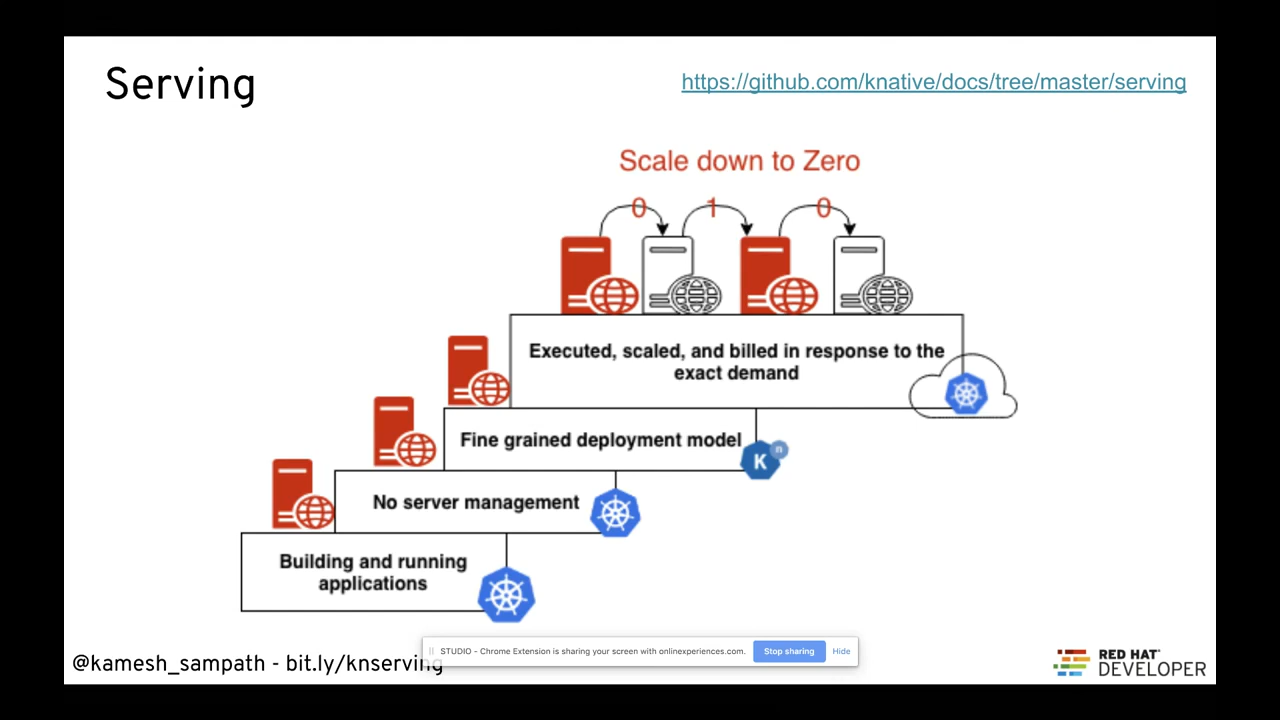 Serving
https://github.com/knative/docs/tree/master/serving
Scale down to Zero
0 1 0
Executed, scaled, and billed in response to the
exact demand
Fine grained deployment model
K n
No server management
Building and running
applications
@kamesh_sampath - bit.ly/knserving
STUDIO - Chrome Extension is sharing your screen with onlinexperiences.com. Stop sharing Hide
RED HAT®
DEVELOPER